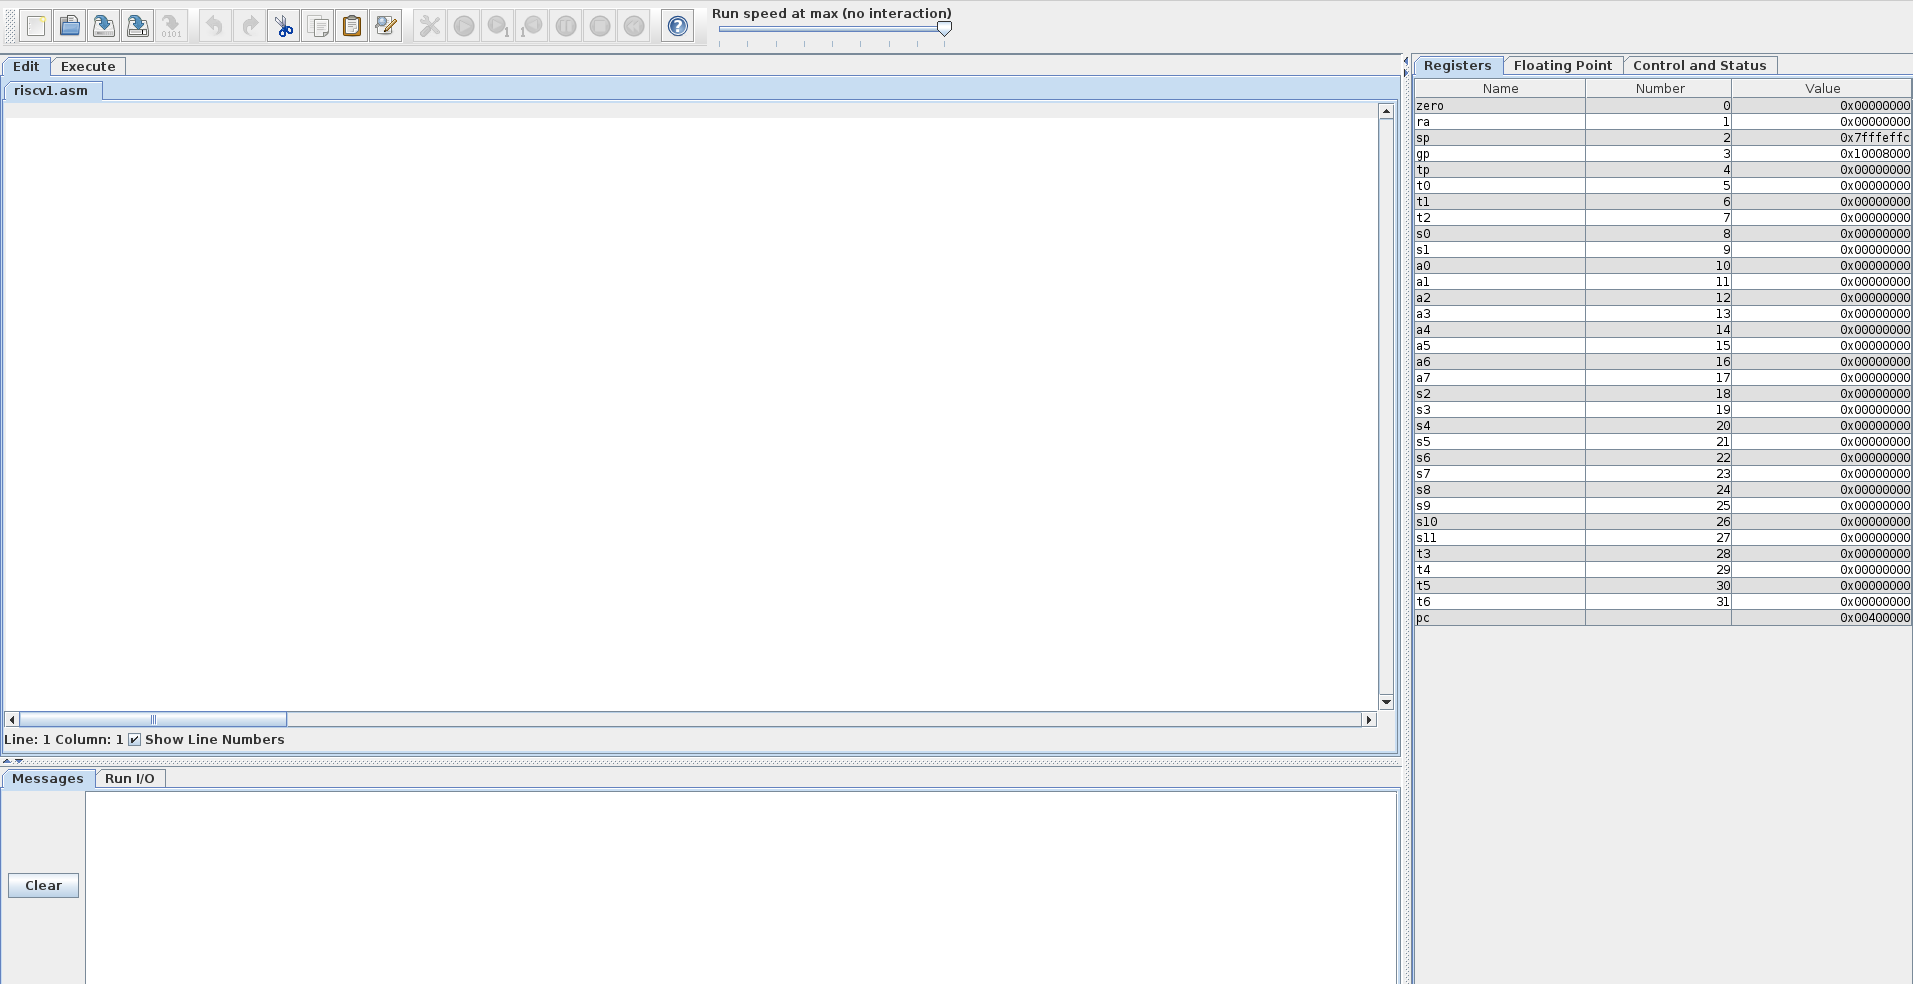 Run speed at max (no interaction)
0101
1
1
?
Edit Execute
riscv1.asm
Line: 1 Column: 1 Show Line Numbers
Messages Run I/O
Clear
Registers Floating Point Control and Status
Name Number Value
zero 0 0x00000000
ra 1 0x00000000
sp 2 0x7fffeffc
gp 3 0x10008000
tp 4 0x00000000
t0 5 0x00000000
t1 6 0x00000000
t2 7 0x00000000
s0 8 0x00000000
s1 9 0x00000000
a0 10 0x00000000
a1 11 0x00000000
a2 12 0x00000000
a3 13 0x00000000
a4 14 0x00000000
a5 15 0x00000000
a6 16 0x00000000
a7 17 0x00000000
s2 18 0x00000000
s3 19 0x00000000
s4 20 0x00000000
s5 21 0x00000000
s6 22 0x00000000
s7 23 0x00000000
s8 24 0x00000000
s9 25 0x00000000
s10 26 0x00000000
s11 27 0x00000000
t3 28 0x00000000
t4 29 0x00000000
t5 30 0x00000000
t6 31 0x00000000
pc 0x00400000